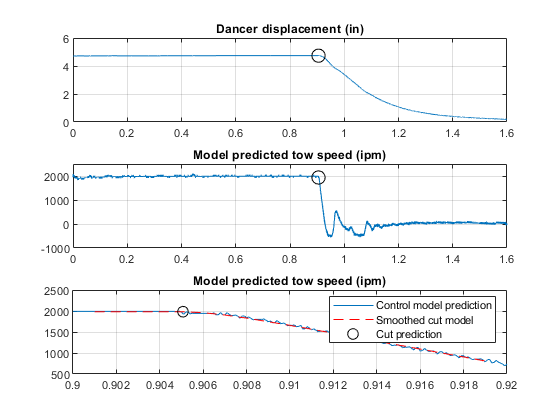 Dancer displacement (in)
6
4
2
0
0 0.2 0.4 0.6 0.8 1 1.2 1.4 1.6
Model predicted tow speed (ipm)
2000
1000
0
-1000
0 0.2 0.4 0.6 0.8 1 1.2 1.4 1.6
Model predicted tow speed (ipm)
2500
2000
1500
1000
500
Control model prediction
Smoothed cut model
Cut prediction
0.9 0.902 0.904 0.906 0.908 0.91 0.912 0.914 0.916 0.918 0.92